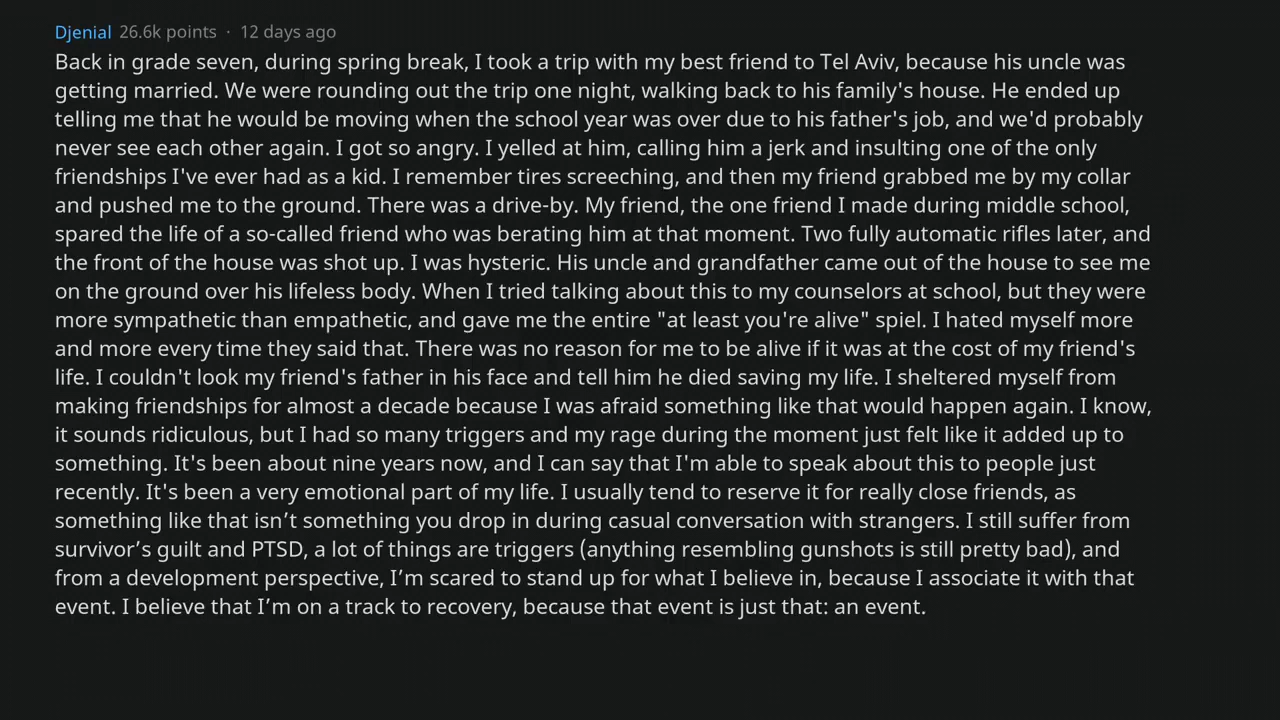 Djenial 26.6k points · 12 days ago
Back in grade seven, during spring break, I took a trip with my best friend to Tel Aviv, because his uncle was
getting married. We were rounding out the trip one night, walking back to his family's house. He ended up
telling me that he would be moving when the school year was over due to his father's job, and we'd probably
never see each other again. I got so angry. I yelled at him, calling him a jerk and insulting one of the only
friendships I've ever had as a kid. I remember tires screeching, and then my friend grabbed me by my collar
and pushed me to the ground. There was a drive-by. My friend, the one friend I made during middle school,
spared the life of a so-called friend who was berating him at that moment. Two fully automatic rifles later, and
the front of the house was shot up. I was hysteric. His uncle and grandfather came out of the house to see me
on the ground over his lifeless body. When I tried talking about this to my counselors at school, but they were
more sympathetic than empathetic, and gave me the entire "at least you're alive" spiel. I hated myself more
and more every time they said that. There was no reason for me to be alive if it was at the cost of my friend's
life. I couldn't look my friend's father in his face and tell him he died saving my life. I sheltered myself from
making friendships for almost a decade because I was afraid something like that would happen again. I know,
it sounds ridiculous, but I had so many triggers and my rage during the moment just felt like it added up to
something. It's been about nine years now, and I can say that I'm able to speak about this to people just
recently. It's been a very emotional part of my life. I usually tend to reserve it for really close friends, as
something like that isn’t something you drop in during casual conversation with strangers. I still suffer from
survivor’s guilt and PTSD, a lot of things are triggers (anything resembling gunshots is still pretty bad), and
from a development perspective, I’m scared to stand up for what I believe in, because I associate it with that
event. I believe that I’m on a track to recovery, because that event is just that: an event.